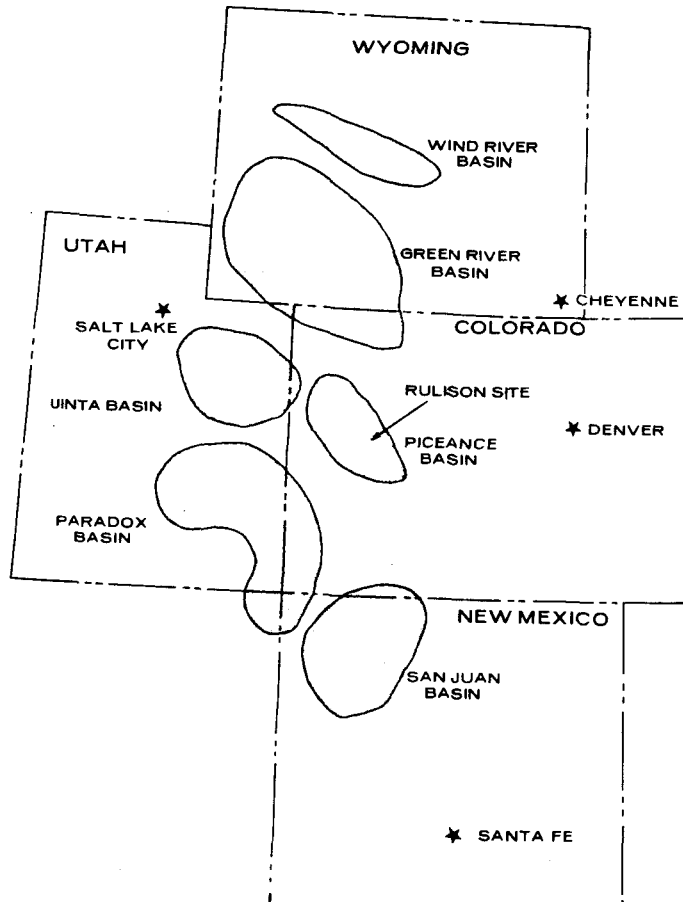 WYOMING
WIND RIVER
BASIN
GREEN RIVER
BASIN
UTAH
CHEYENNE
SALT LAKE
CITY
COLORADO
RULISON SITE
UINTA BASIN
DENVER
PICEANCE
BASIN
PARADOX
BASIN
NEW MEXICO
SAN JUAN
BASIN
SANTA FE